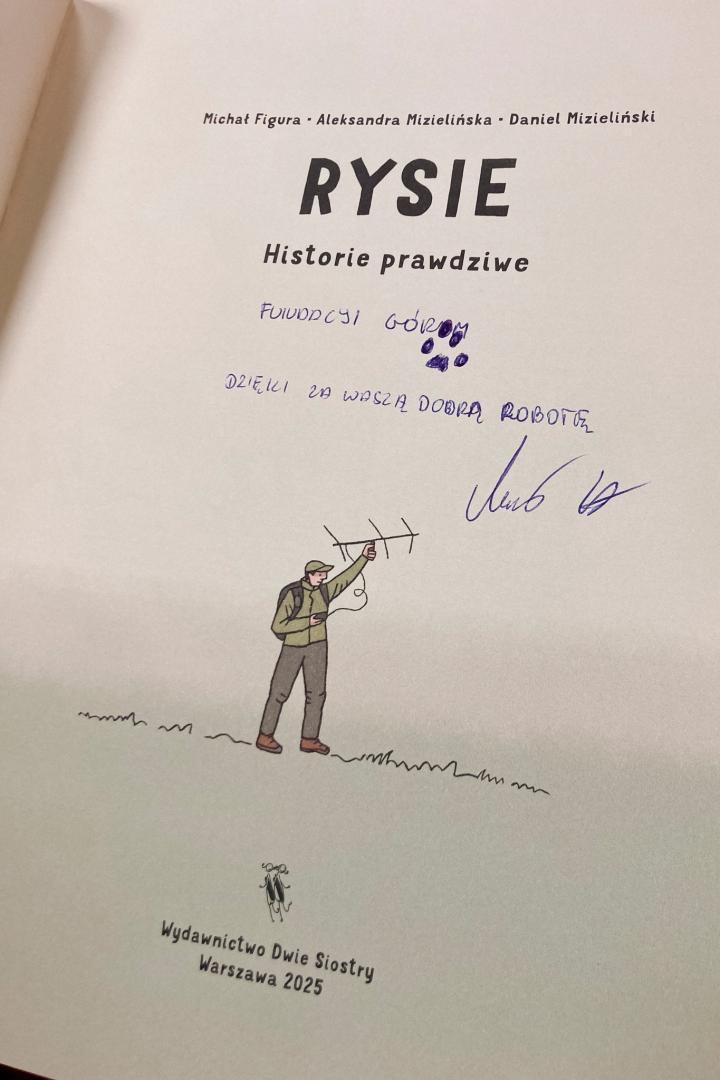 Michał Figura • Aleksandra Mizielińska • Daniel Mizieliński
RYSIE
Historie prawdziwe
FUNDACJI GÓROM
DZIĘKI ZA WASZĄ DOBRĄ ROBOTĘ
Wydawnictwo Dwie Siostry
Warszawa 2025